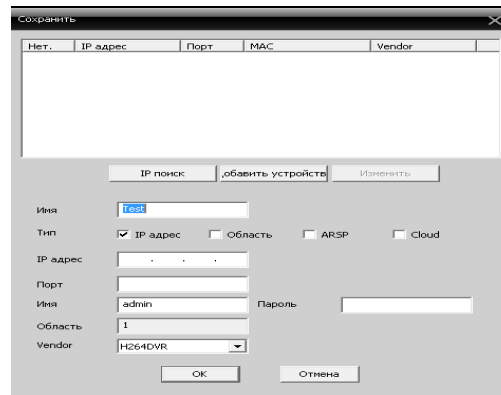 Сохранить
Нет. IP адрес Порт MAC Vendor
IP поиск ,обавить устройств Изменить
Имя Test
Тип IP адрес Область ARSP Cloud
IP адрес . . .
Порт
Имя admin Пароль
Область 1
Vendor H264DVR
OK Отмена